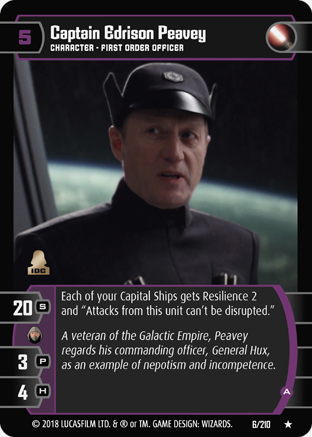 5 Captain Edrison Peavey
CHARACTER - FIRST ORDER OFFICER
IDC
20 S
Each of your Capital Ships gets Resilience 2
and “Attacks from this unit can’t be disrupted.”
A veteran of the Galactic Empire, Peavey
3 P
regards his commanding officer, General Hux,
as an example of nepotism and incompetence.
4 H
A
© 2018 LUCASFILM LTD. & ® or TM. GAME DESIGN: WIZARDS. 6/210 ★